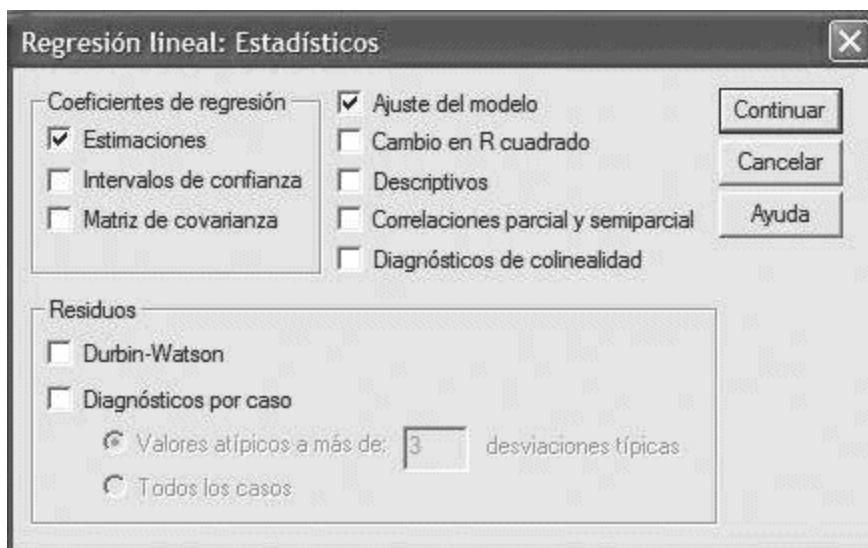 Regresión lineal: Estadísticos
Coeficientes de regresión
Estimaciones
Intervalos de confianza
Matriz de covarianza
Ajuste del modelo
Cambio en R cuadrado
Descriptivos
Correlaciones parcial y semiparcial
Diagnósticos de colinealidad
Continuar
Cancelar
Ayuda
Residuos
Durbin-Watson
Diagnósticos por caso
Valores atípicos a más de: 3 desviaciones típicas
Todos los casos